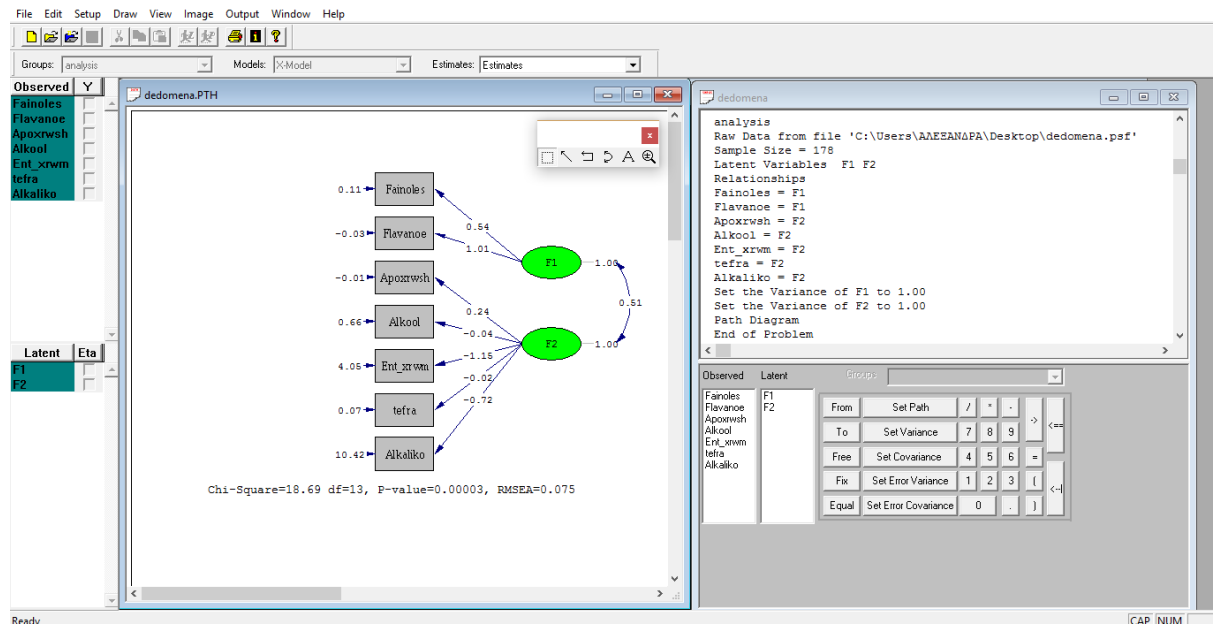 File Edit Setup Draw View Image Output Window Help
Groups: analysis Models: X-Model Estimates: Estimates
Observed Y
Fainoles
Flavanoe
Apoxrwsh
Alkool
Ent_xrwm
tefra
Alkaliko
Latent Eta
F1
F2
dedomena.PTH
A
0.11 Fainoles
-0.03 Flavanoe
-0.01 Apoxrwsh
0.66 Alkool
4.05 Ent_xrwm
0.07 tefra
10.42 Alkaliko
0.54
1.01
0.24
-0.04
-1.15
-0.02
-0.72
F1 1.00
0.51
F2 1.00
Chi-Square=18.69 df=13, P-value=0.00003, RMSEA=0.075
dedomena
analysis
Raw Data from file 'C:\Users\ΑΛΕΞΑΝΔΡΑ\Desktop\dedomena.psf'
Sample Size = 178
Latent Variables F1 F2
Relationships
Fainoles = F1
Flavanoe = F1
Apoxrwsh = F2
Alkool = F2
Ent_xrwm = F2
tefra = F2
Alkaliko = F2
Set the Variance of F1 to 1.00
Set the Variance of F2 to 1.00
Path Diagram
End of Problem
Observed Latent Groups:
Fainoles
Flavanoe
Apoxrwsh
Alkool
Ent_xrwm
tefra
Alkaliko
F1
F2
From Set Path / * - -> <==
To Set Variance 7 8 9
Free Set Covariance 4 5 6 =
Fix Set Error Variance 1 2 3 ( <-|
Equal Set Error Covariance 0 . )
Ready
CAP NUM